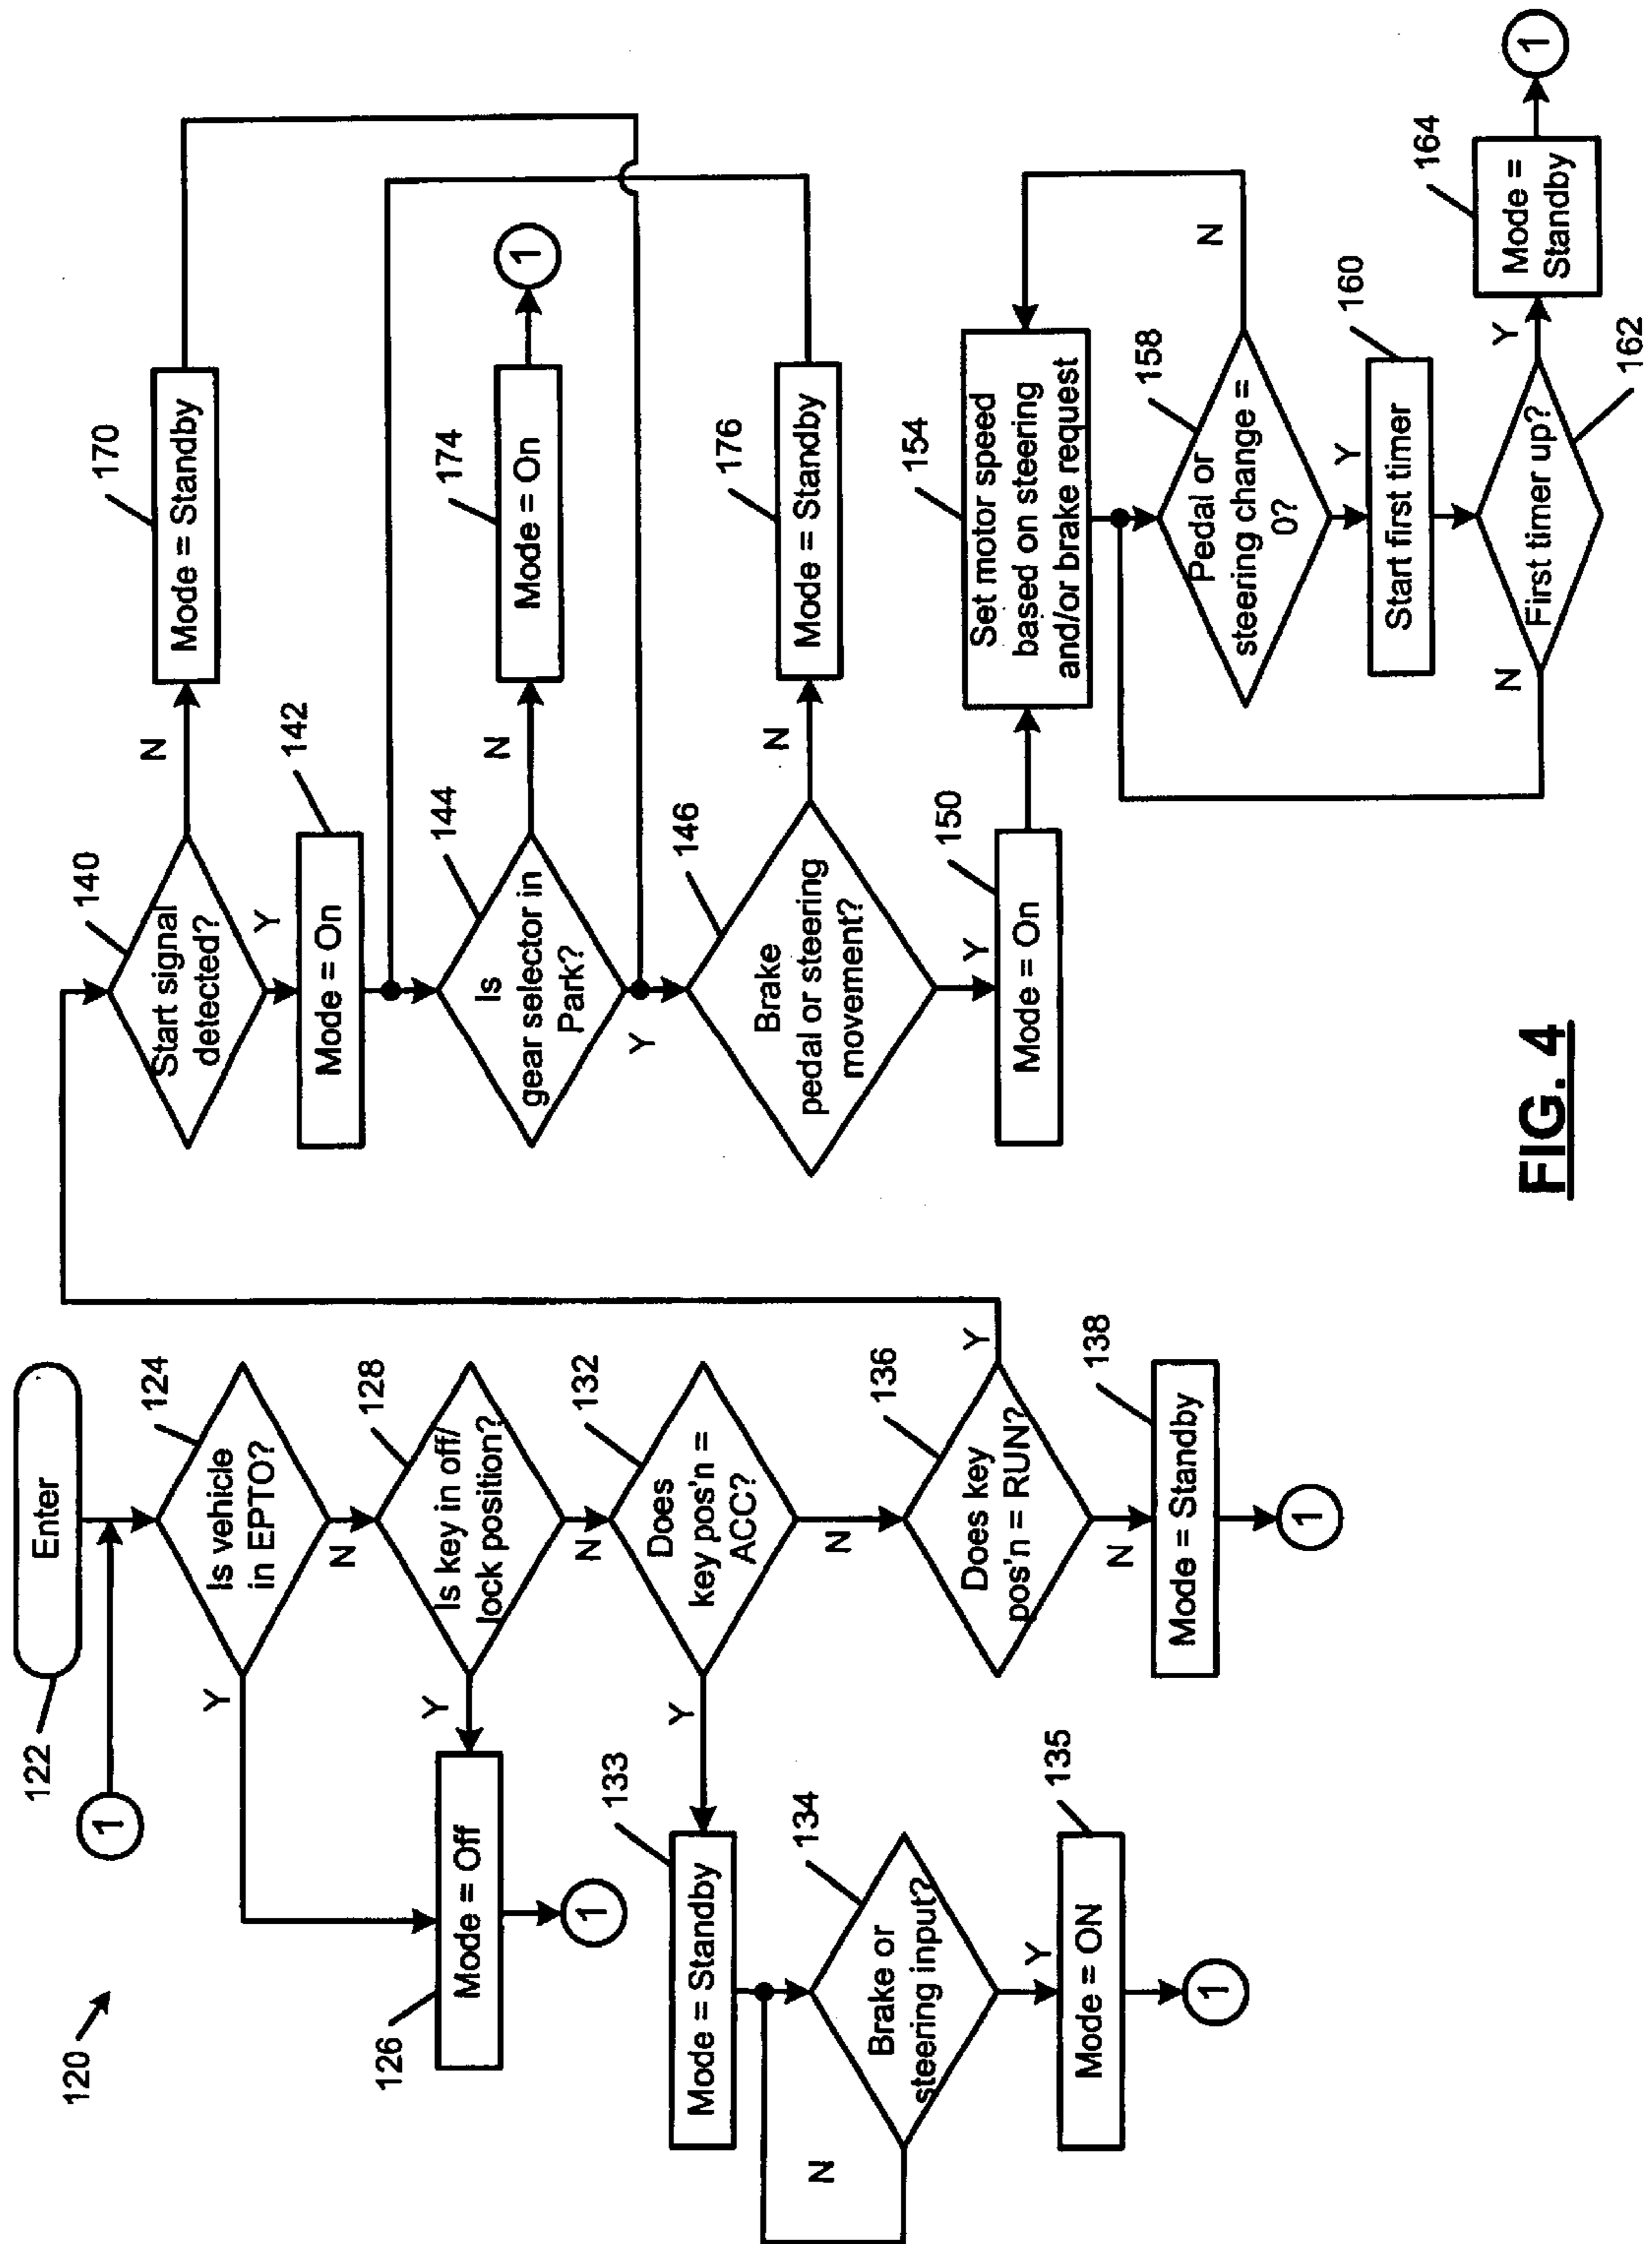 120
122
Enter
1
124
Is vehicle
in EPTO?
Y
N
126
Mode = Off
1
128
Is key in off/
lock position?
Y
N
132
Does
key pos'n =
ACC?
Y
N
133
Mode = Standby
134
Brake or
steering input?
N
Y
135
Mode = ON
1
136
Does key
pos'n = RUN?
Y
N
138
Mode = Standby
1
140
Start signal
detected?
N
Y
170
Mode = Standby
142
Mode = On
144
Is
gear selector in
Park?
N
Y
174
Mode = On
1
146
Brake
pedal or steering
movement?
N
Y
176
Mode = Standby
150
Mode = On
154
Set motor speed
based on steering
and/or brake request
158
Pedal or
steering change =
0?
N
Y
160
Start first timer
162
First timer up?
N
Y
164
Mode =
Standby
1
FIG. 4